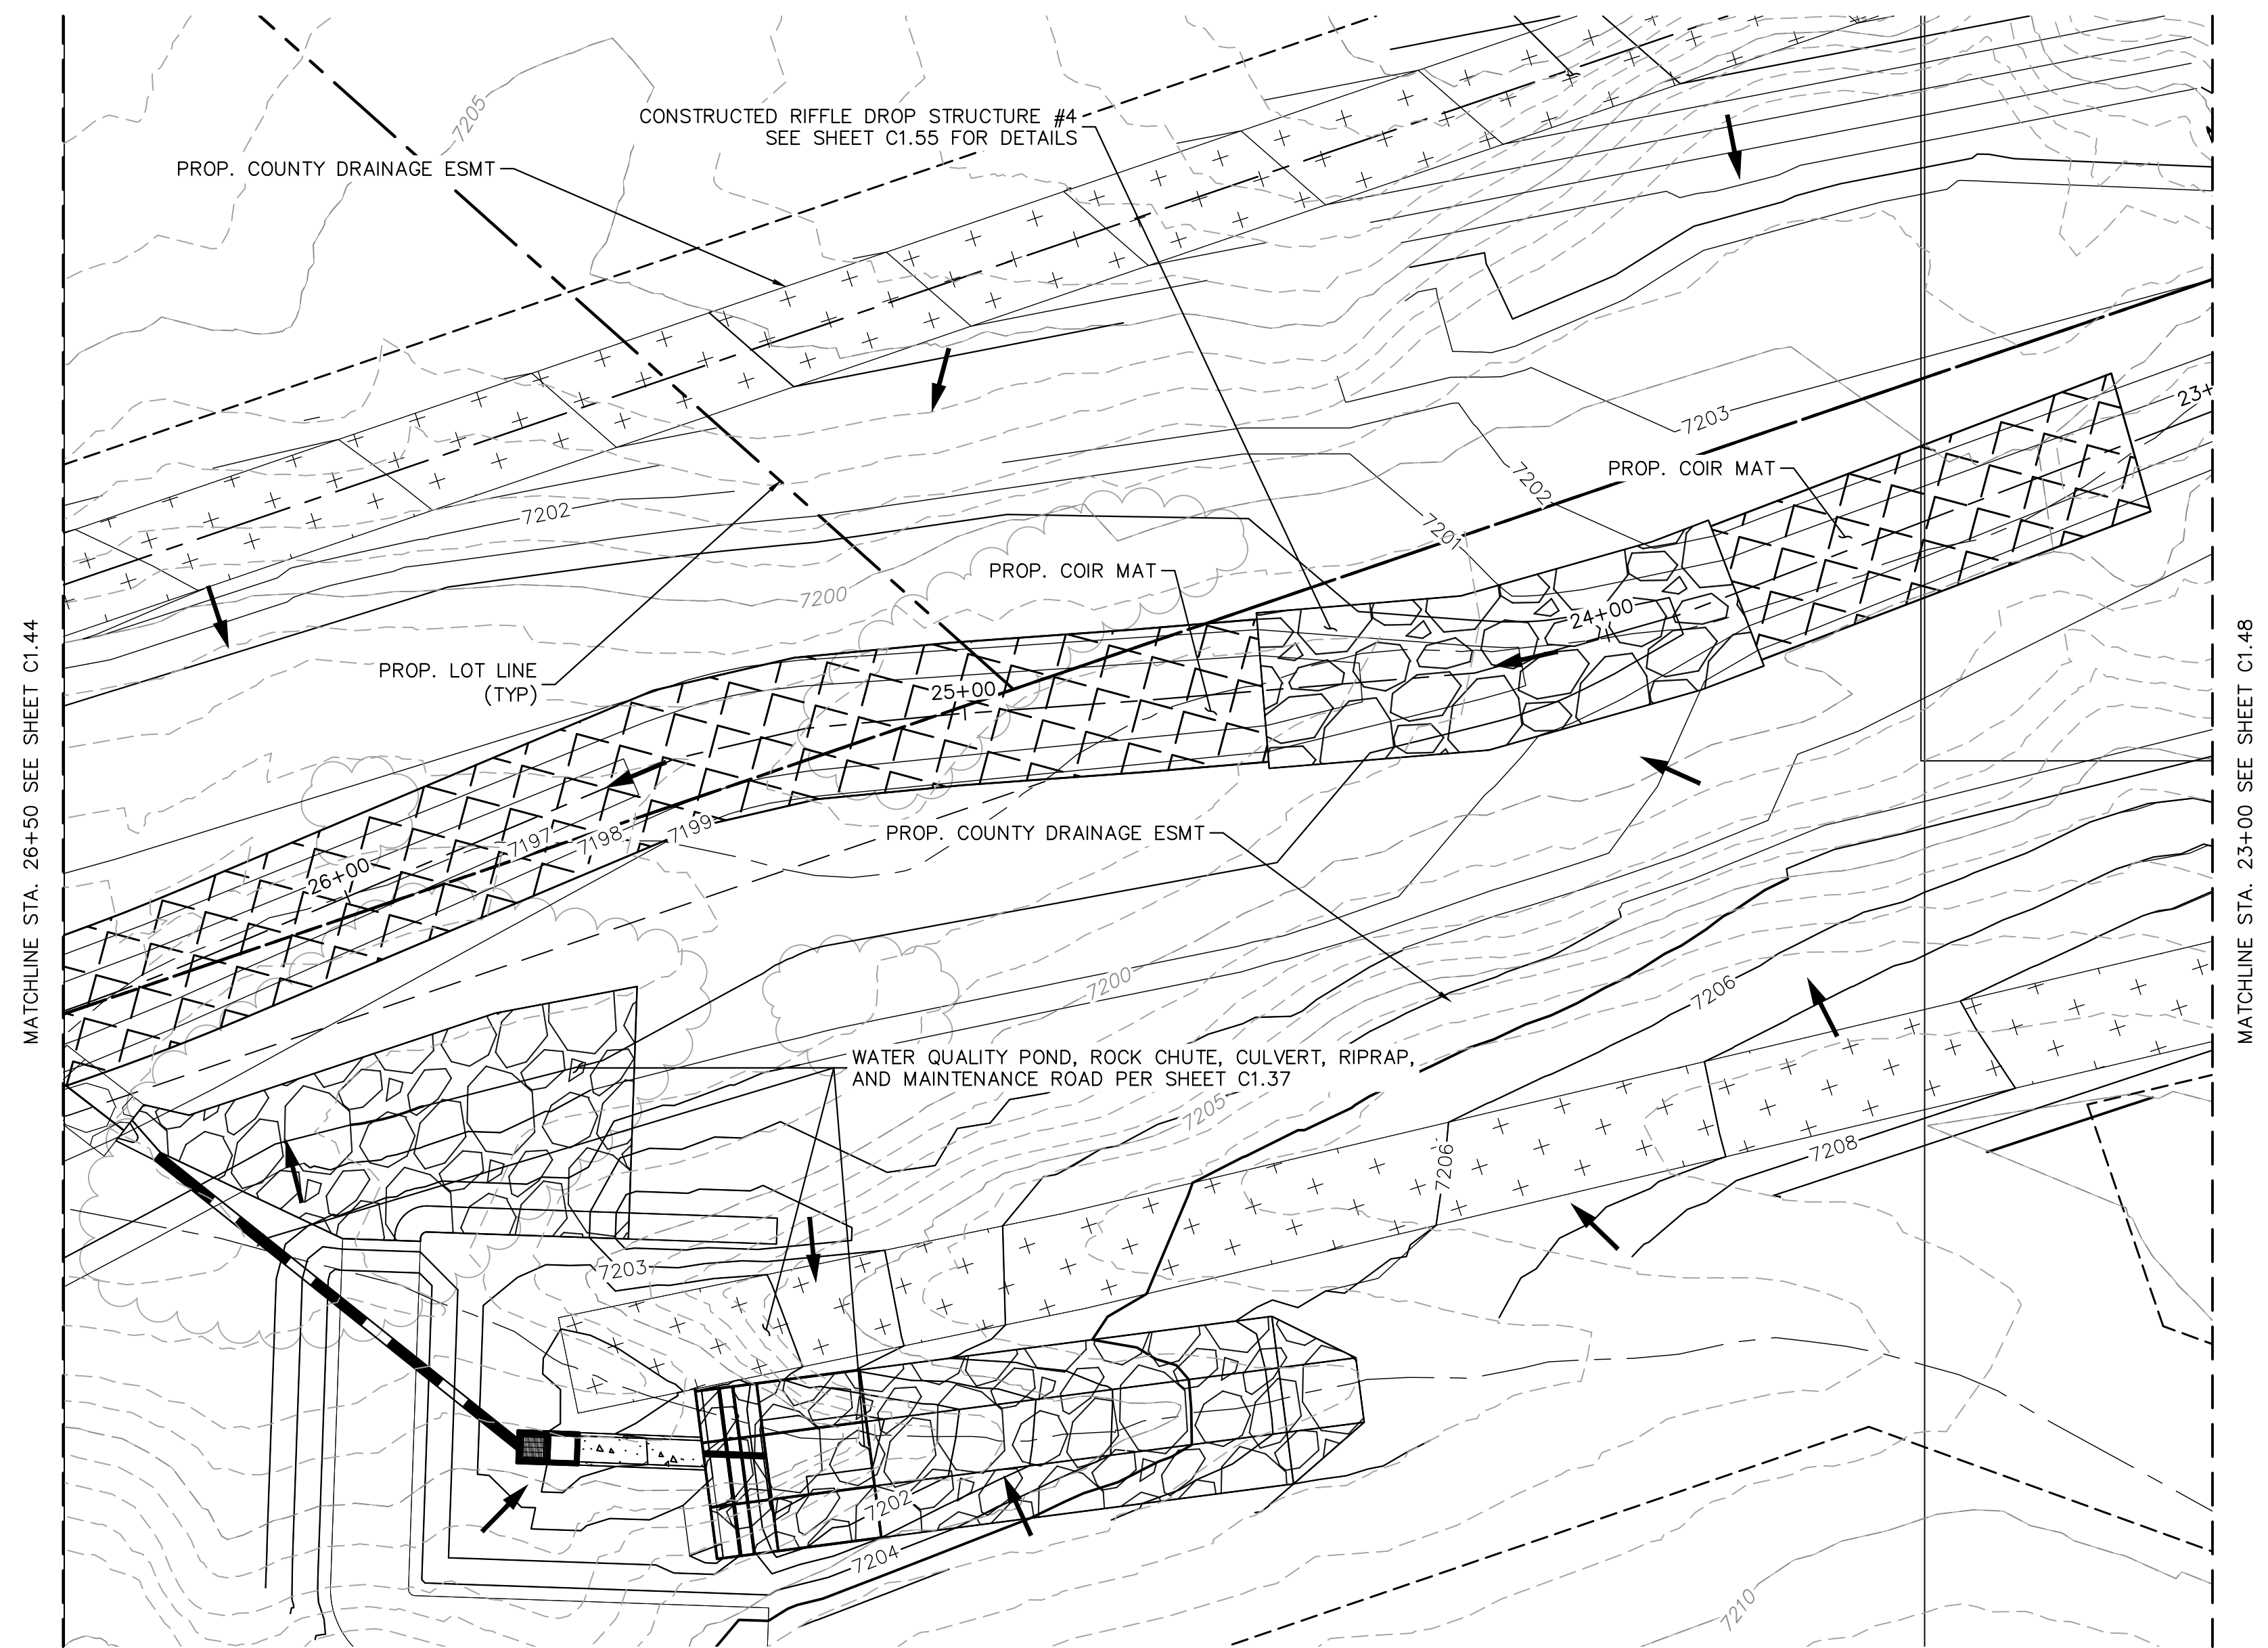 7205
CONSTRUCTED RIFFLE DROP STRUCTURE #4
SEE SHEET C1.55 FOR DETAILS
PROP. COUNTY DRAINAGE ESMT
7203
23+
PROP. COIR MAT
7202
7202
7201
PROP. COIR MAT
7200
24+00
PROP. LOT LINE
(TYP)
25+00
MATCHLINE STA. 26+50 SEE SHEET C1.44
MATCHLINE STA. 23+00 SEE SHEET C1.48
7199
7198
7197
PROP. COUNTY DRAINAGE ESMT
26+00
7200
7206
WATER QUALITY POND, ROCK CHUTE, CULVERT, RIPRAP,
AND MAINTENANCE ROAD PER SHEET C1.37
7205
7206
7208
7203
7202
7204
7210